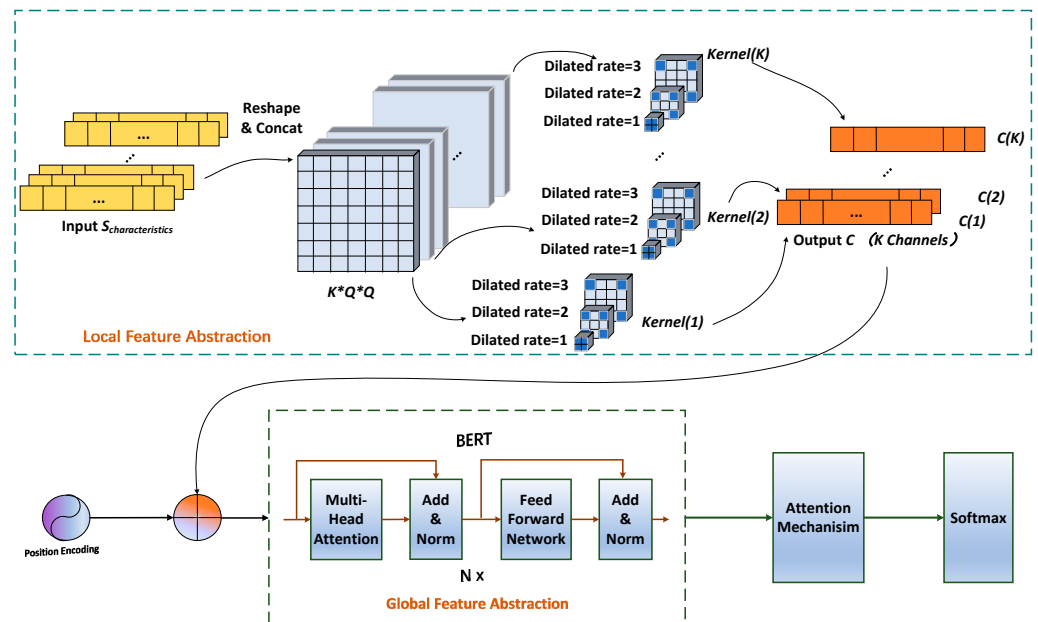 Dilated rate=3
Kernel(K)
Dilated rate=2
Dilated rate=1
Reshape
& Concat
...
...
...
C(K)
...
Input Scharacteristics
K*Q*Q
...
...
Dilated rate=3
Dilated rate=2
Dilated rate=1
Kernel(2)
...
...
C(2)
C(1)
Output C (K Channels)
Dilated rate=3
Dilated rate=2
Dilated rate=1
Kernel(1)
Local Feature Abstraction
BERT
Position Encoding
Multi-
Head
Attention
Add
&
Norm
Feed
Forward
Network
Add
&
Norm
N x
Global Feature Abstraction
Attention
Mechanisim
Softmax